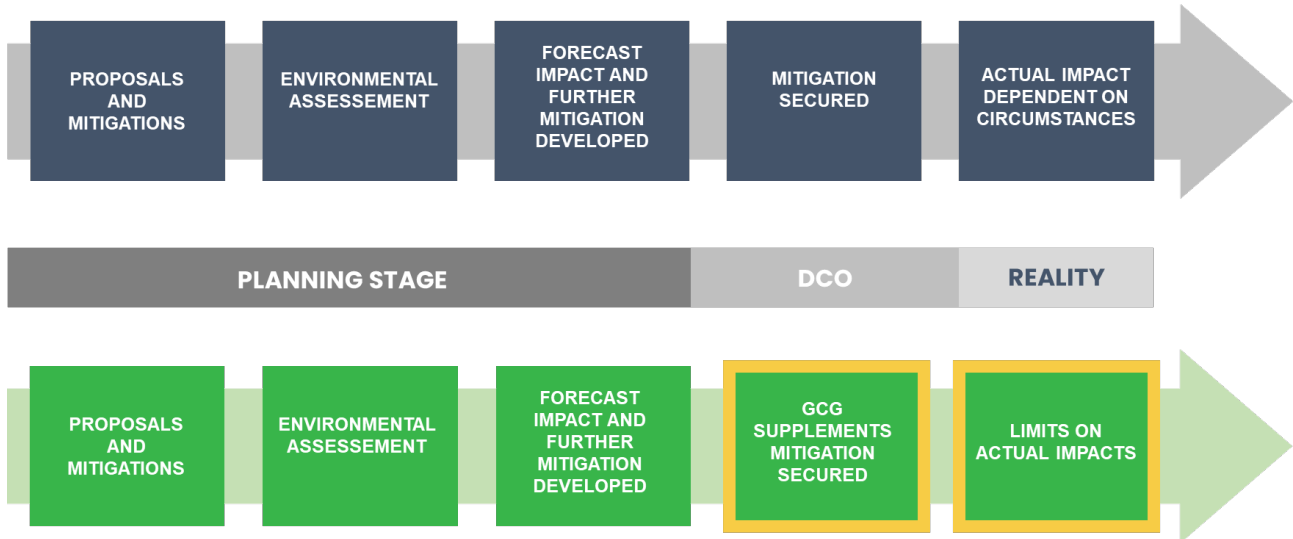 PROPOSALS
AND
MITIGATIONS
ENVIRONMENTAL
ASSESSEMENT
FORECAST
IMPACT AND
FURTHER
MITIGATION
DEVELOPED
MITIGATION
SECURED
ACTUAL IMPACT
DEPENDENT ON
CIRCUMSTANCES
PLANNING STAGE
DCO
REALITY
PROPOSALS
AND
MITIGATIONS
ENVIRONMENTAL
ASSESSEMENT
FORECAST
IMPACT AND
FURTHER
MITIGATION
DEVELOPED
GCG
SUPPLEMENTS
MITIGATION
SECURED
LIMITS ON
ACTUAL IMPACTS